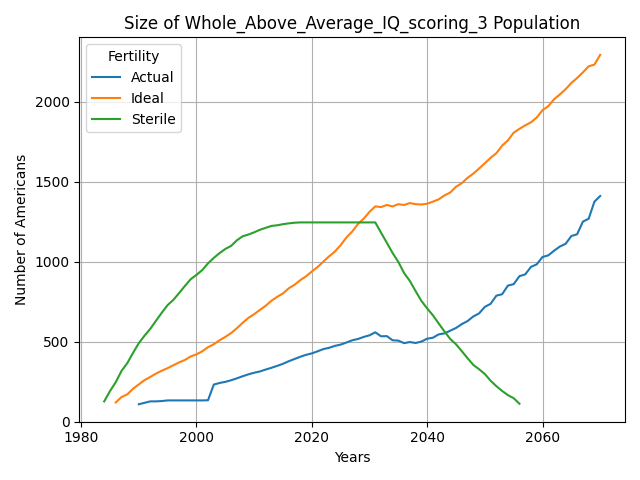 Size of Whole_Above_Average_IQ_scoring_3 Population
Fertility
Actual
Ideal
Sterile
Number of Americans
2000
1500
1000
500
0
1980
2000
2020
2040
2060
Years